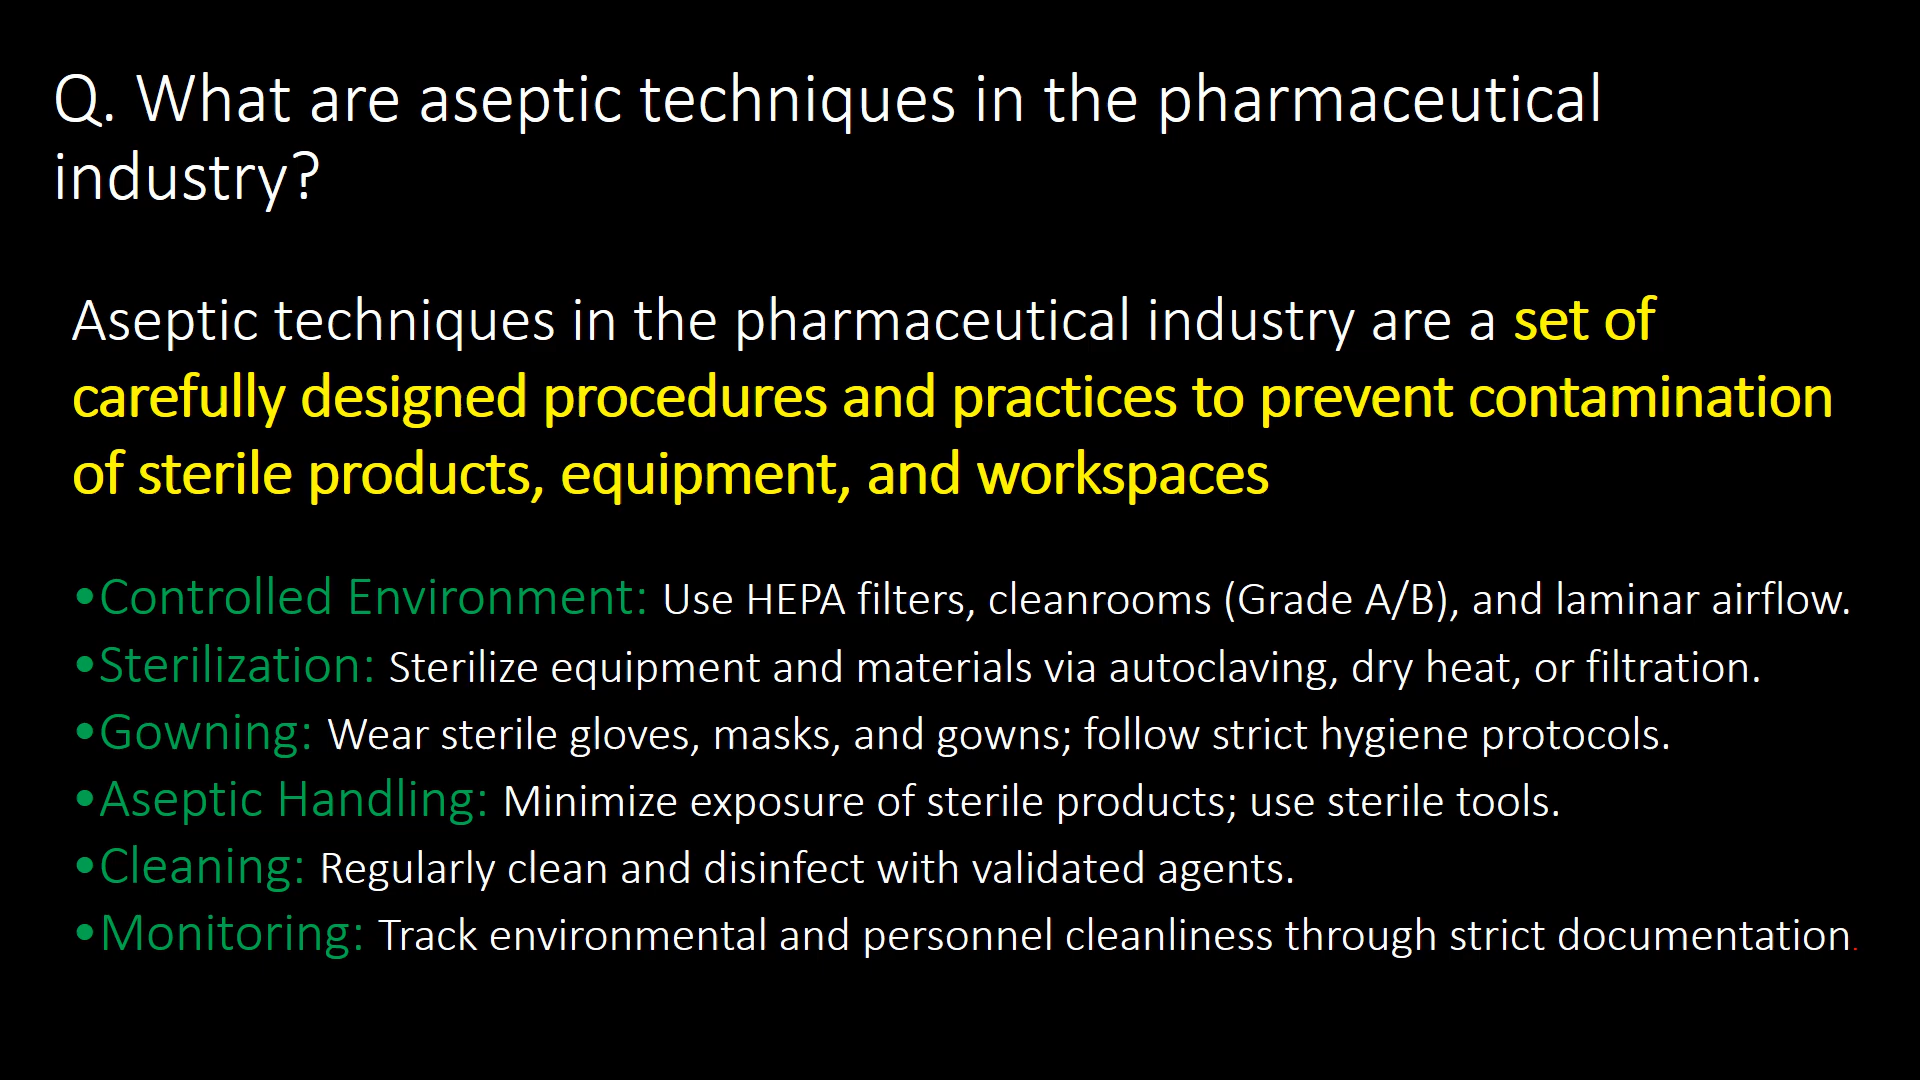 Q. What are aseptic techniques in the pharmaceutical
industry?
Aseptic techniques in the pharmaceutical industry are a set of
carefully designed procedures and practices to prevent contamination
of sterile products, equipment, and workspaces
•Controlled Environment: Use HEPA filters, cleanrooms (Grade A/B), and laminar airflow.
•Sterilization: Sterilize equipment and materials via autoclaving, dry heat, or filtration.
•Gowning: Wear sterile gloves, masks, and gowns; follow strict hygiene protocols.
•Aseptic Handling: Minimize exposure of sterile products; use sterile tools.
•Cleaning: Regularly clean and disinfect with validated agents.
•Monitoring: Track environmental and personnel cleanliness through strict documentation.